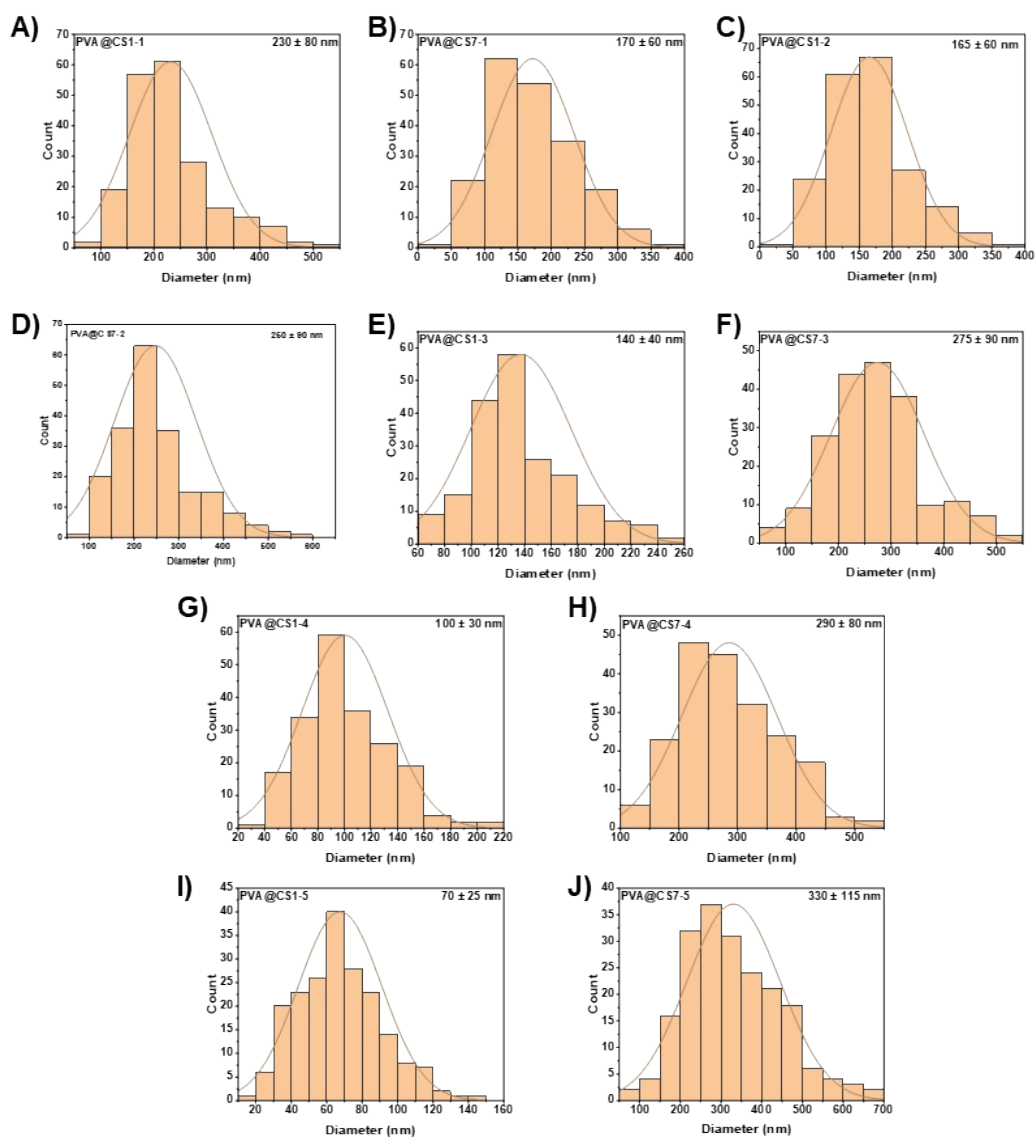 A)
PVA@CS1-1
230 ± 80 nm
70
60
50
40
30
20
10
0
Count
100 200 300 400 500
Diameter (nm)
B)
PVA@CS7-1
170 ± 60 nm
70
60
50
40
30
20
10
0
Count
0 50 100 150 200 250 300 350 400
Diameter (nm)
C)
PVA@CS1-2
165 ± 60 nm
70
60
50
40
30
20
10
0
Count
0 50 100 150 200 250 300 350 400
Diameter (nm)
D)
PVA@C 87-2
260 ± 90 nm
70
60
50
40
30
20
10
0
Count
100 200 300 400 500 600
Diameter (nm)
E)
PVA@CS1-3
140 ± 40 nm
60
50
40
30
20
10
0
Count
60 80 100 120 140 160 180 200 220 240 260
Diameter (nm)
F)
PVA@CS7-3
275 ± 90 nm
50
40
30
20
10
0
Count
100 200 300 400 500
Diameter (nm)
G)
PVA@CS1-4
100 ± 30 nm
60
50
40
30
20
10
0
Count
20 40 60 80 100 120 140 160 180 200 220
Diameter (nm)
H)
PVA@CS7-4
290 ± 80 nm
50
40
30
20
10
0
Count
100 200 300 400 500
Diameter (nm)
I)
PVA@CS1-5
70 ± 25 nm
45
40
35
30
25
20
15
10
5
0
Count
20 40 60 80 100 120 140 160
Diameter (nm)
J)
PVA@CS7-5
330 ± 115 nm
40
35
30
25
20
15
10
5
0
Count
100 200 300 400 500 600 700
Diameter (nm)